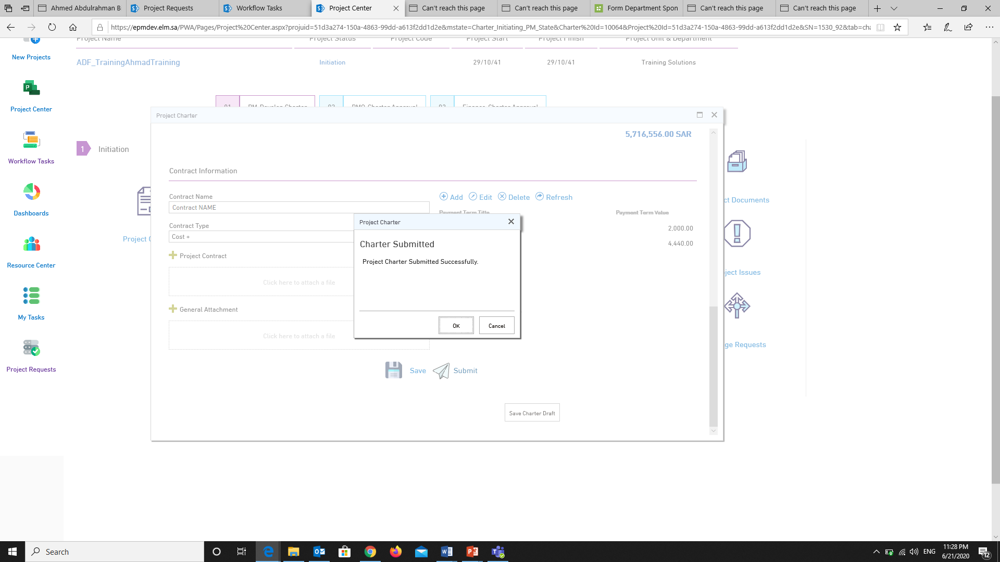 Ahmed Abdulrahman B
Project Requests
Workflow Tasks
Project Center
Can't reach this page
Can't reach this page
Form Department Spon
Can't reach this page
Can't reach this page
https://epmdev.elm.sa/PWA/Pages/Project%20Center.aspx?projuid=51d3a274-150a-4863-99dd-a613f2dd1d2e&mstate=Charter_Initiating_PM_State&Charter%20Id=10064&Project%20Id=51d3a274-150a-4863-99dd-a613f2dd1d2e&SN=1530_92&tab=cha
Project Name Project Status Project Code Project Start Project Finish Project Unit & Department
New Projects
ADF_TrainingAhmadTraining Initiation 29/10/41 29/10/41 Training Solutions
Project Center
01 PM-Develop Charter 02 PMO-Charter Approval 03 Finance-Charter Approval
Project Charter
5,716,556.00 SAR
1 Initiation
Workflow Tasks
Contract Information
Contract Name
Add Edit Delete Refresh
ct Documents
Contract NAME
Payment Term Title Payment Term Value
Dashboards
Project Charter
Contract Type
2,000.00
Cost +
Project C
4,440.00
Charter Submitted
Project Contract
Project Charter Submitted Successfully.
Resource Center
ject Issues
Click here to attach a file
General Attachment
My Tasks
OK Cancel
Click here to attach a file
ge Requests
Project Requests
Save Submit
Save Charter Draft
Search
ENG
11:28 PM
6/21/2020
12